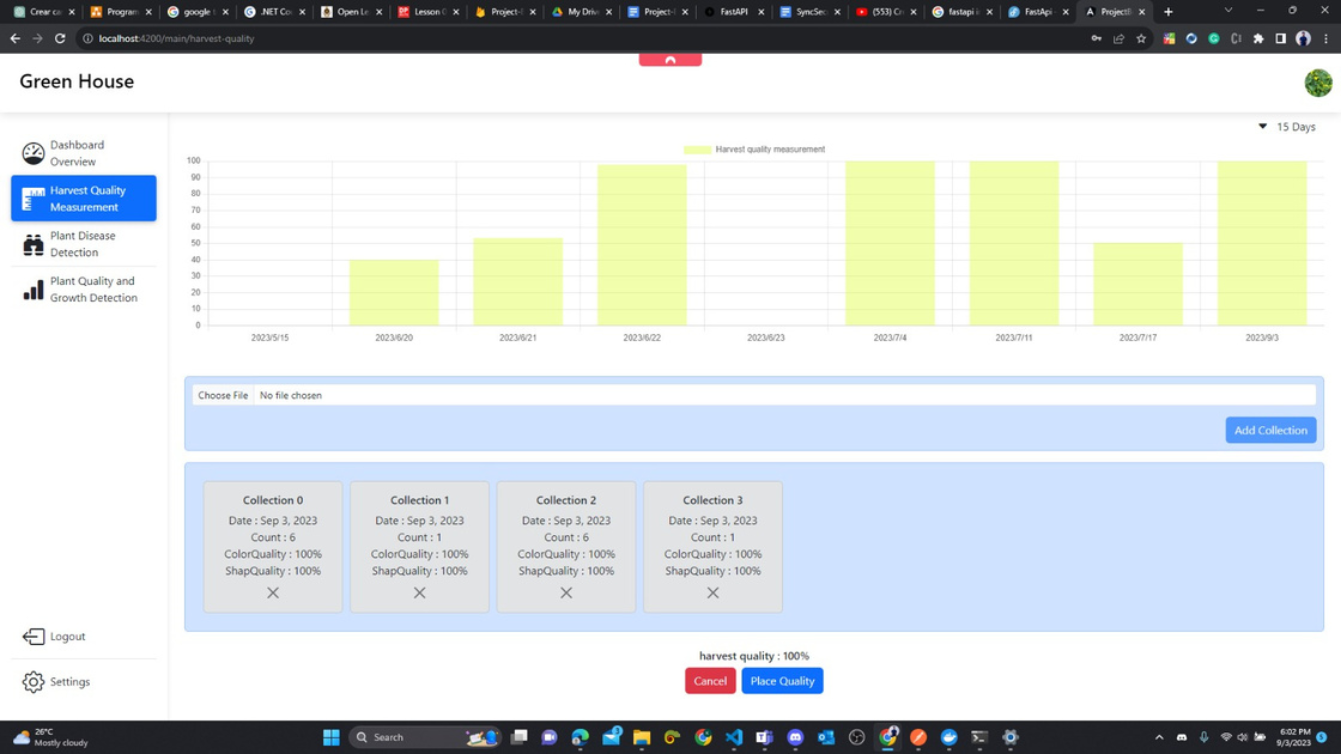 Crear ca
Program
google t
.NET Co
Open Le
Lesson 
Project-
My Driv
Project-
FastAPI
SyncSec
(553) Cr
fastapi i
FastApi 
Project
localhost:4200/main/harvest-quality
Green House
15 Days
Dashboard
Overview
Harvest Quality
Measurement
Plant Disease
Detection
Plant Quality and
Growth Detection
Harvest quality measurement
100
90
80
70
60
50
40
30
20
10
0
2023/5/15
2023/6/20
2023/6/21
2023/6/22
2023/6/23
2023/7/4
2023/7/11
2023/7/17
2023/9/3
Choose File
No file chosen
Add Collection
Collection 0
Date : Sep 3, 2023
Count : 6
ColorQuality : 100%
ShapQuality : 100%
Collection 1
Date : Sep 3, 2023
Count : 1
ColorQuality : 100%
ShapQuality : 100%
Collection 2
Date : Sep 3, 2023
Count : 6
ColorQuality : 100%
ShapQuality : 100%
Collection 3
Date : Sep 3, 2023
Count : 1
ColorQuality : 100%
ShapQuality : 100%
harvest quality : 100%
Cancel
Place Quality
Logout
Settings
26°C
Mostly cloudy
Search
6:02 PM
9/3/2023